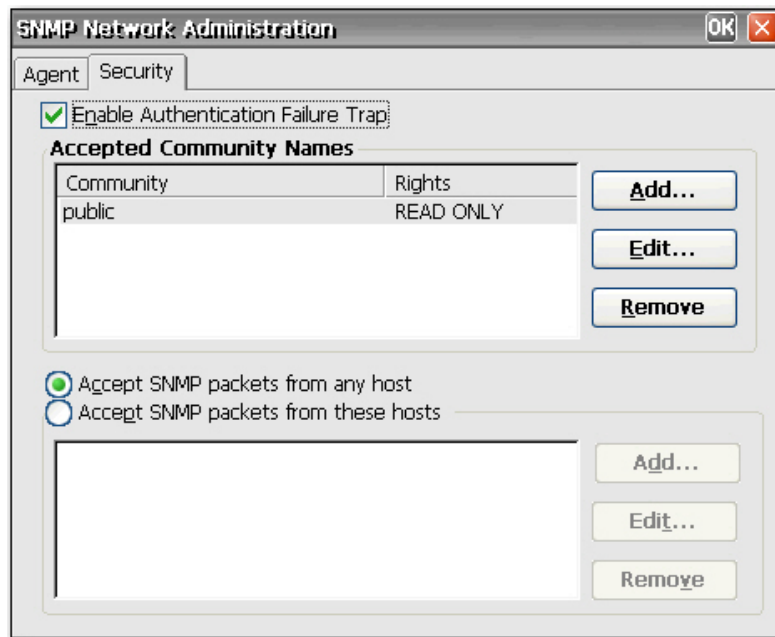 SNMP Network Administration OK
Agent Security
Enable Authentication Failure Trap
Accepted Community Names
Community Rights
public READ ONLY
Add...
Edit...
Remove
Accept SNMP packets from any host
Accept SNMP packets from these hosts
Add...
Edit...
Remove